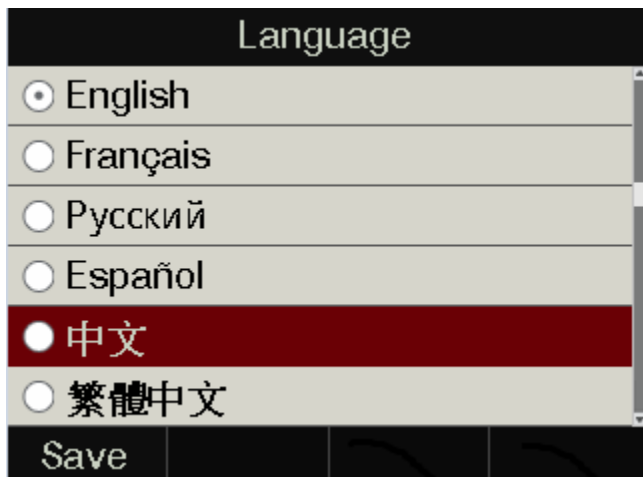 Language
English
Français
Русский
Español
中文
繁體中文
Save